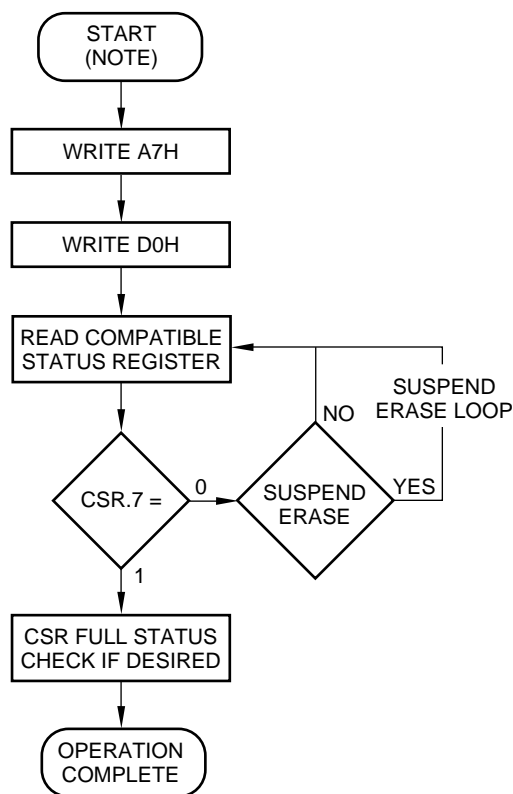 START
(NOTE)
WRITE A7H
WRITE D0H
READ COMPATIBLE
STATUS REGISTER
SUSPEND
ERASE LOOP
NO
CSR.7 =
0
SUSPEND
ERASE
YES
1
CSR FULL STATUS
CHECK IF DESIRED
OPERATION
COMPLETE